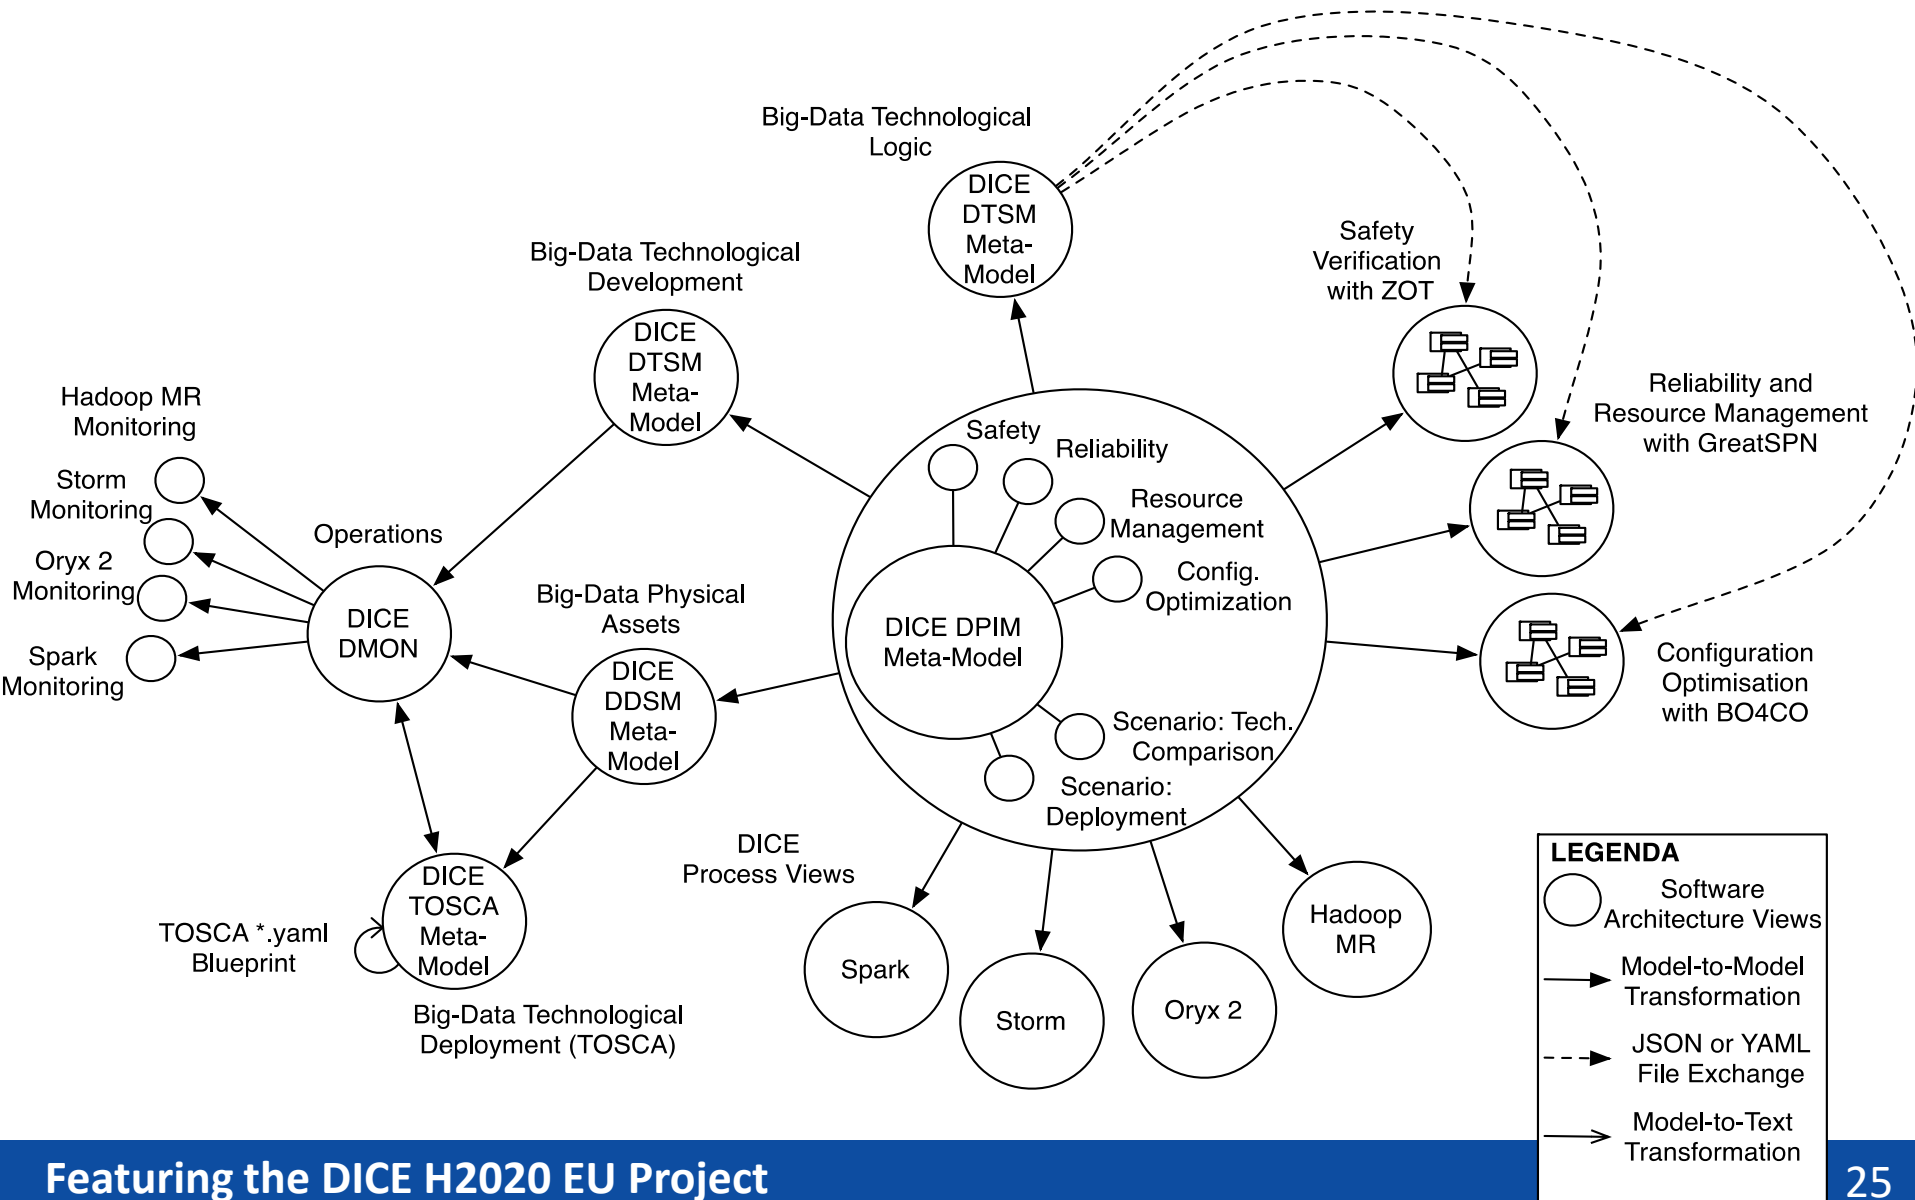 Big-Data Technological
Logic
DICE
DTSM
Meta-
Model
Big-Data Technological
Development
DICE
DTSM
Meta-
Model
Safety
Verification
with ZOT
Reliability and
Resource Management
with GreatSPN
Configuration
Optimisation
with BO4CO
Hadoop MR
Monitoring
Storm
Monitoring
Oryx 2
Monitoring
Spark
Monitoring
Operations
DICE
DMON
Big-Data Physical
Assets
DICE
DDSM
Meta-
Model
Safety
Reliability
Resource
Management
Config.
Optimization
DICE DPIM
Meta-Model
Scenario: Tech.
Comparison
Scenario:
Deployment
DICE
Process Views
Spark
Storm
Oryx 2
Hadoop
MR
DICE
TOSCA
Meta-
Model
TOSCA *.yaml
Blueprint
Big-Data Technological
Deployment (TOSCA)
LEGENDA
Software
Architecture Views
Model-to-Model
Transformation
JSON or YAML
File Exchange
Model-to-Text
Transformation
Featuring the DICE H2020 EU Project
25